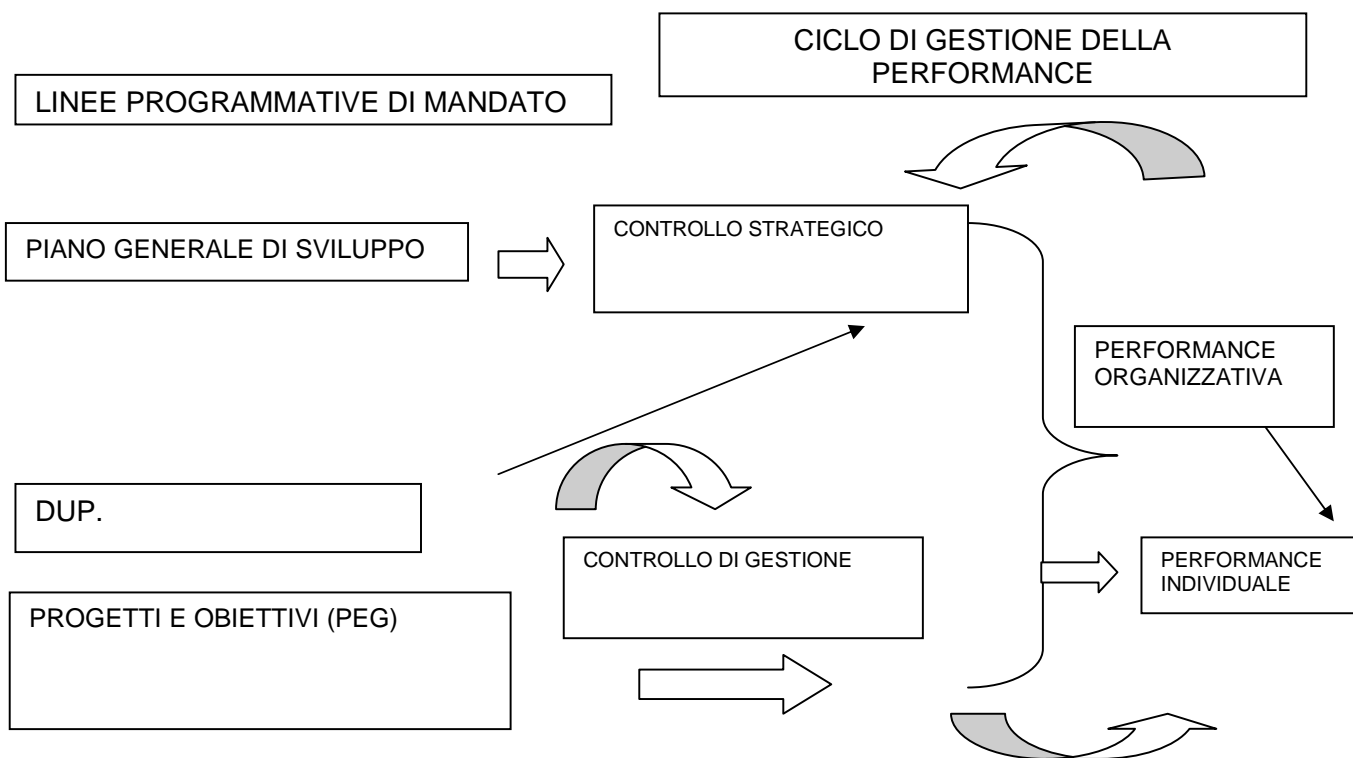 CICLO DI GESTIONE DELLA
PERFORMANCE
LINEE PROGRAMMATICHE DI MANDATO
PIANO GENERALE DI SVILUPPO
CONTROLLO STRATEGICO
PERFORMANCE
ORGANIZZATIVA
DUP.
CONTROLLO DI GESTIONE
PERFORMANCE
INDIVIDUALE
PROGETTI E OBIETTIVI (PEG)